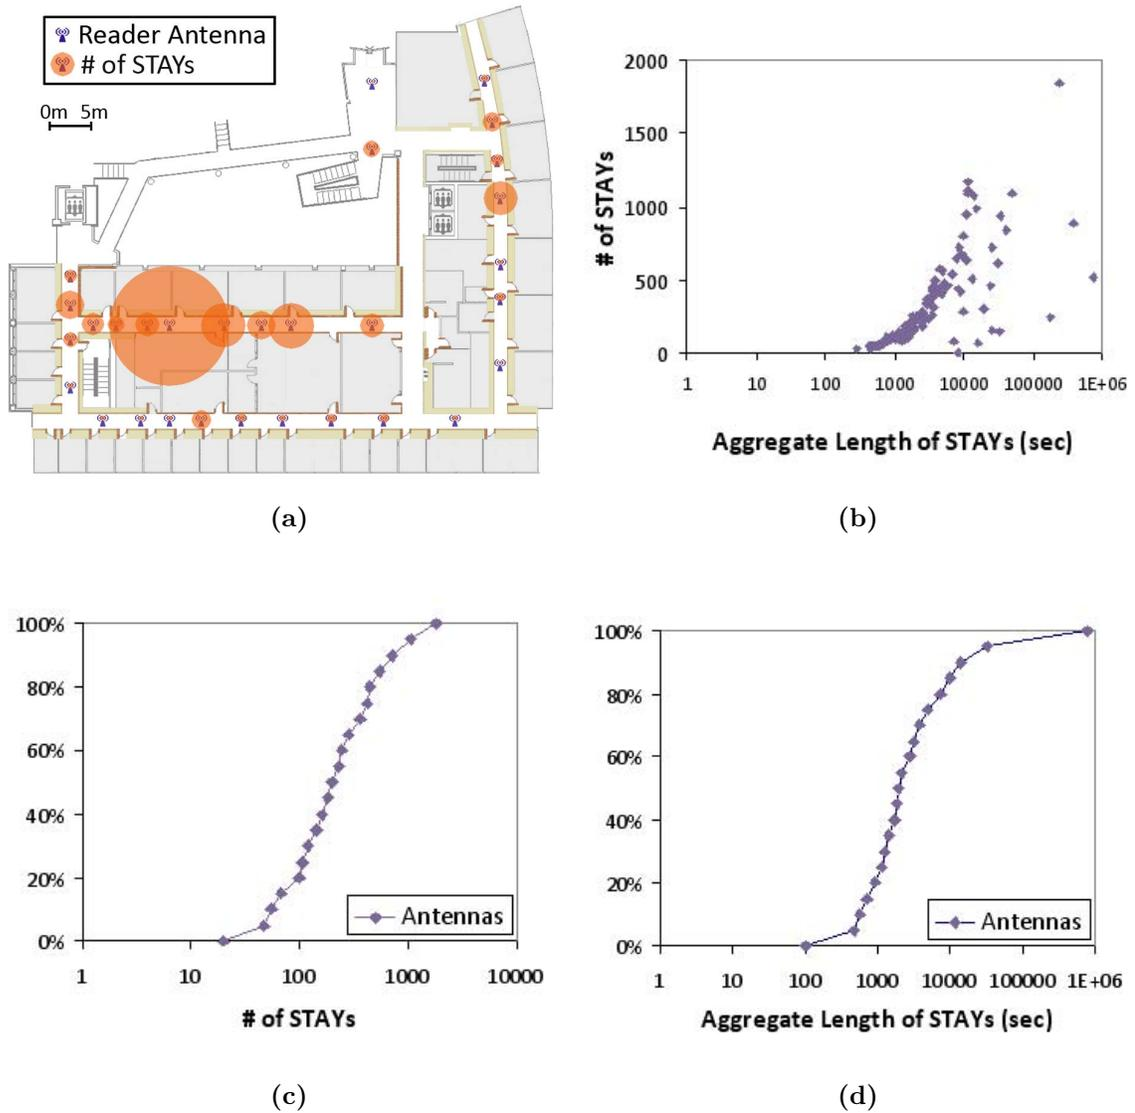 Reader Antenna
# of STAYs
0m 5m
(a)
# of STAYs
2000
1500
1000
500
0
1 10 100 1000 10000 100000 1E+06
Aggregate Length of STAYs (sec)
(b)
100%
80%
60%
40%
20%
0%
Antennas
1 10 100 1000 10000
# of STAYs
(c)
100%
80%
60%
40%
20%
0%
Antennas
1 10 100 1000 10000 100000 1E+06
Aggregate Length of STAYs (sec)
(d)